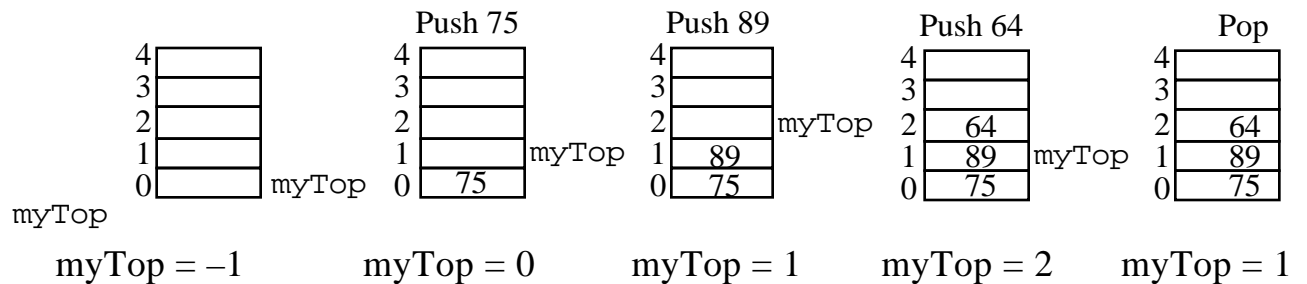 Push 75 Push 89 Push 64 Pop
4 4 4 4 4
3 3 3 3 3
2 2 2 myTop 2 64 2 64
1 1 myTop 1 89 1 89 myTop 1 89
0 myTop 0 75 0 75 0 75 0 75
myTop
myTop = –1 myTop = 0 myTop = 1 myTop = 2 myTop = 1